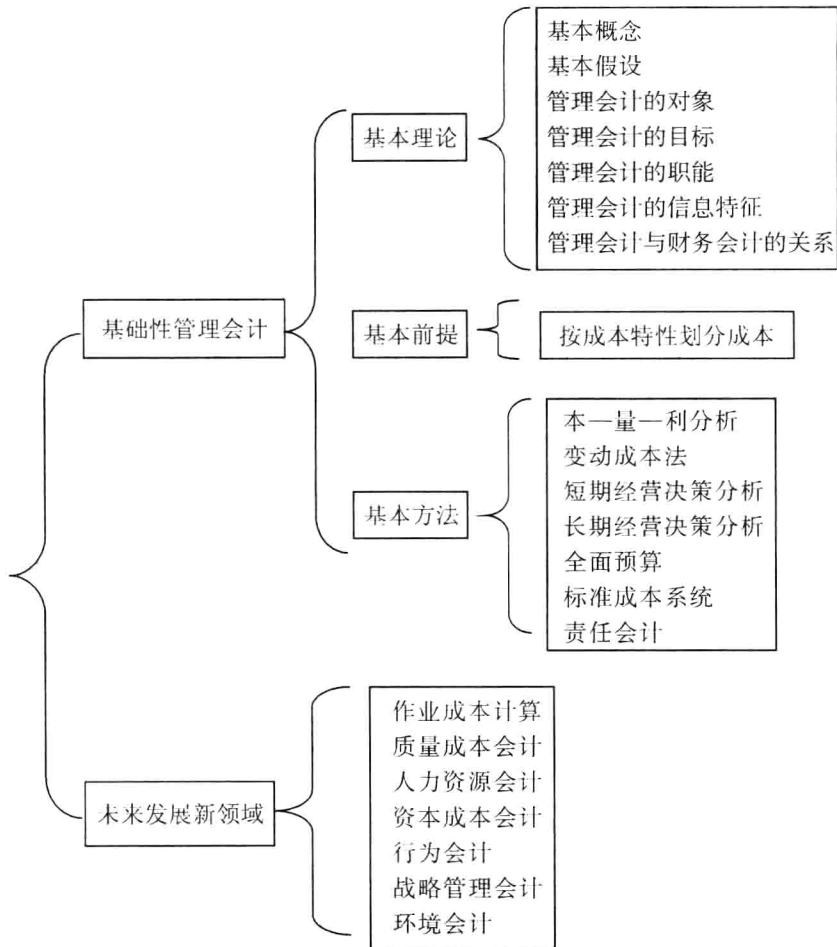 基础性管理会计
基本理论
基本概念
基本假设
管理会计的对象
管理会计的目标
管理会计的职能
管理会计的信息特征
管理会计与财务会计的关系
基本前提
按成本特性划分成本
基本方法
本—量—利分析
变动成本法
短期经营决策分析
长期经营决策分析
全面预算
标准成本系统
责任会计
未来发展新领域
作业成本计算
质量成本会计
人力资源会计
资本成本会计
行为会计
战略管理会计
环境会计